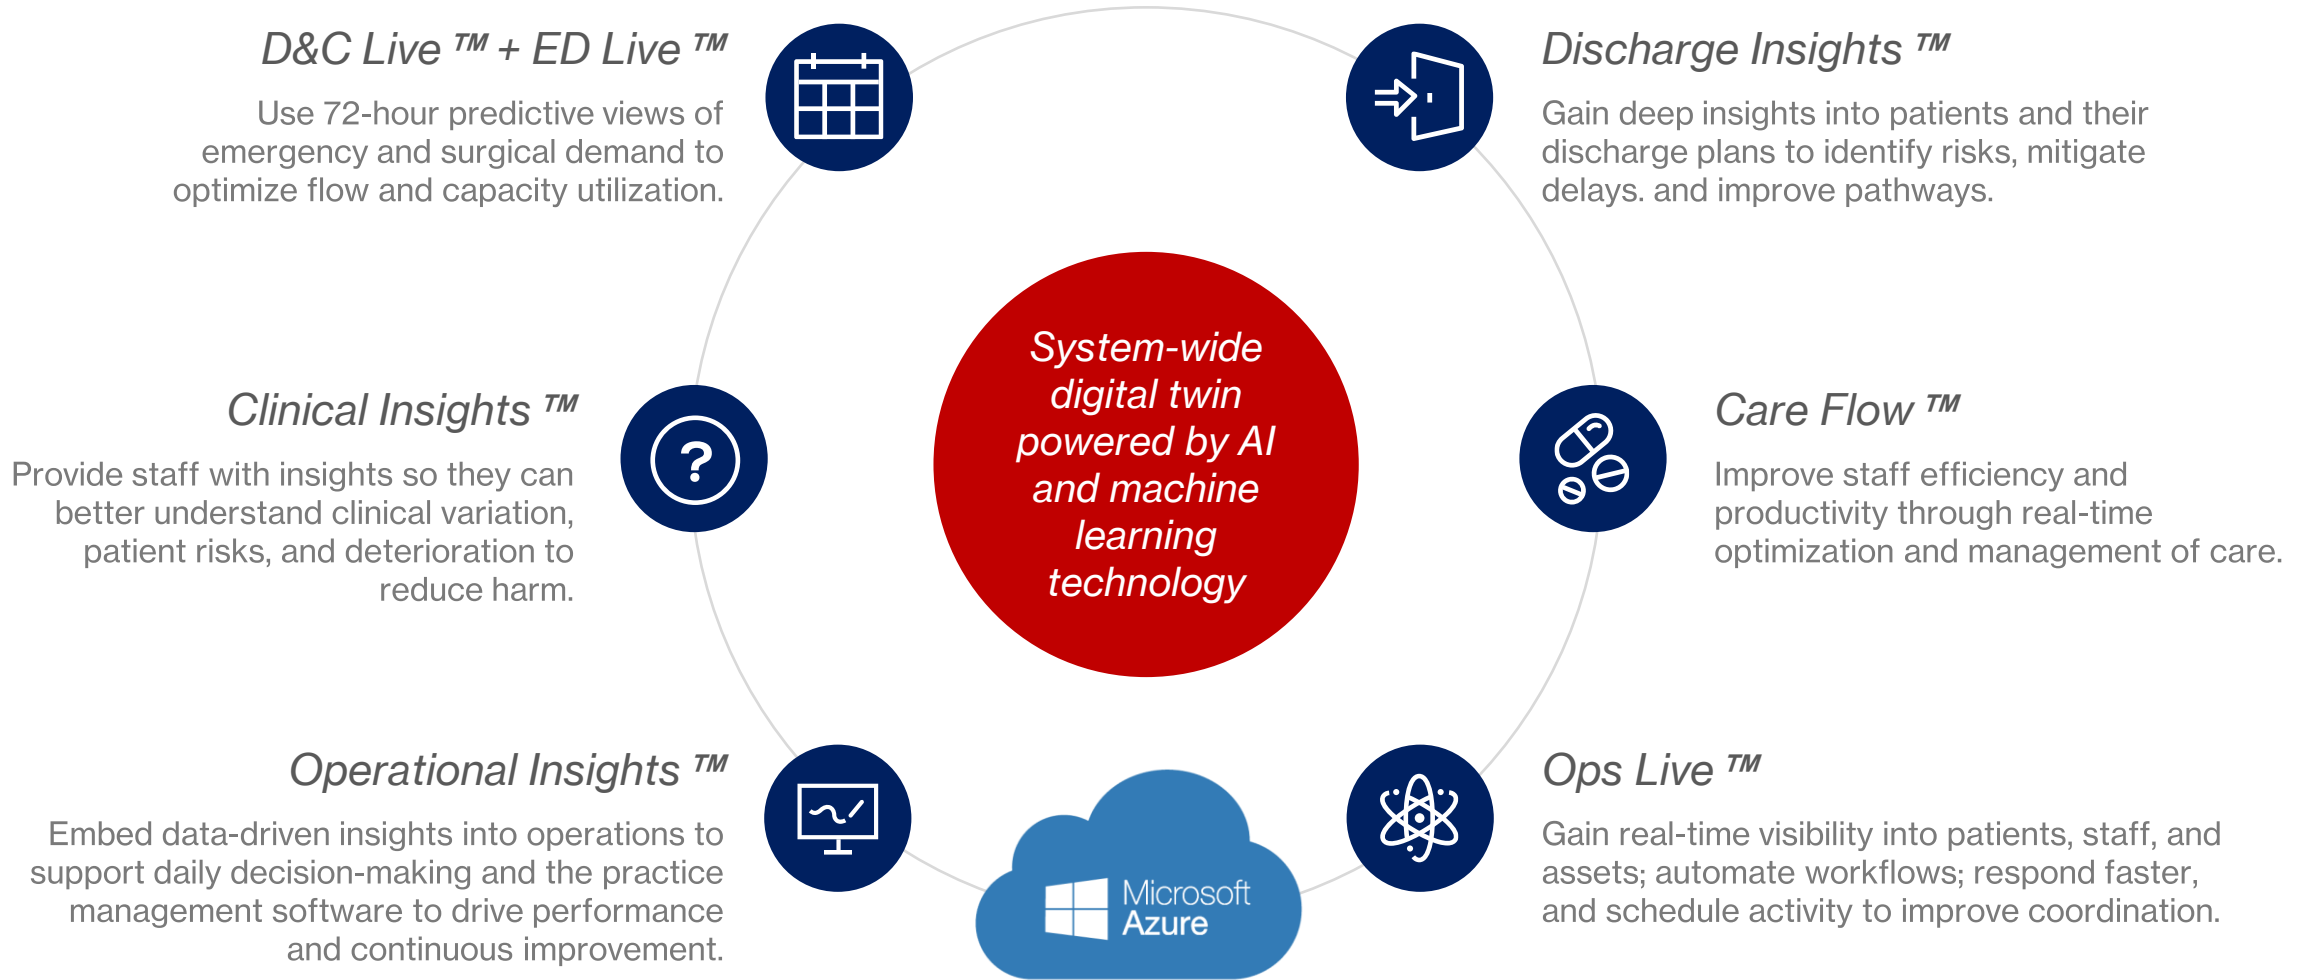 D&C Live ™ + ED Live ™
Use 72-hour predictive views of
emergency and surgical demand to
optimize flow and capacity utilization.
Discharge Insights ™
Gain deep insights into patients and their
discharge plans to identify risks, mitigate
delays. and improve pathways.
System-wide
digital twin
powered by AI
and machine
learning
technology
Clinical Insights ™
Provide staff with insights so they can
better understand clinical variation,
patient risks, and deterioration to
reduce harm.
?
Care Flow ™
Improve staff efficiency and
productivity through real-time
optimization and management of care.
Operational Insights ™
Embed data-driven insights into operations to
support daily decision-making and the practice
management software to drive performance
and continuous improvement.
Microsoft
Azure
Ops Live ™
Gain real-time visibility into patients, staff, and
assets; automate workflows; respond faster,
and schedule activity to improve coordination.